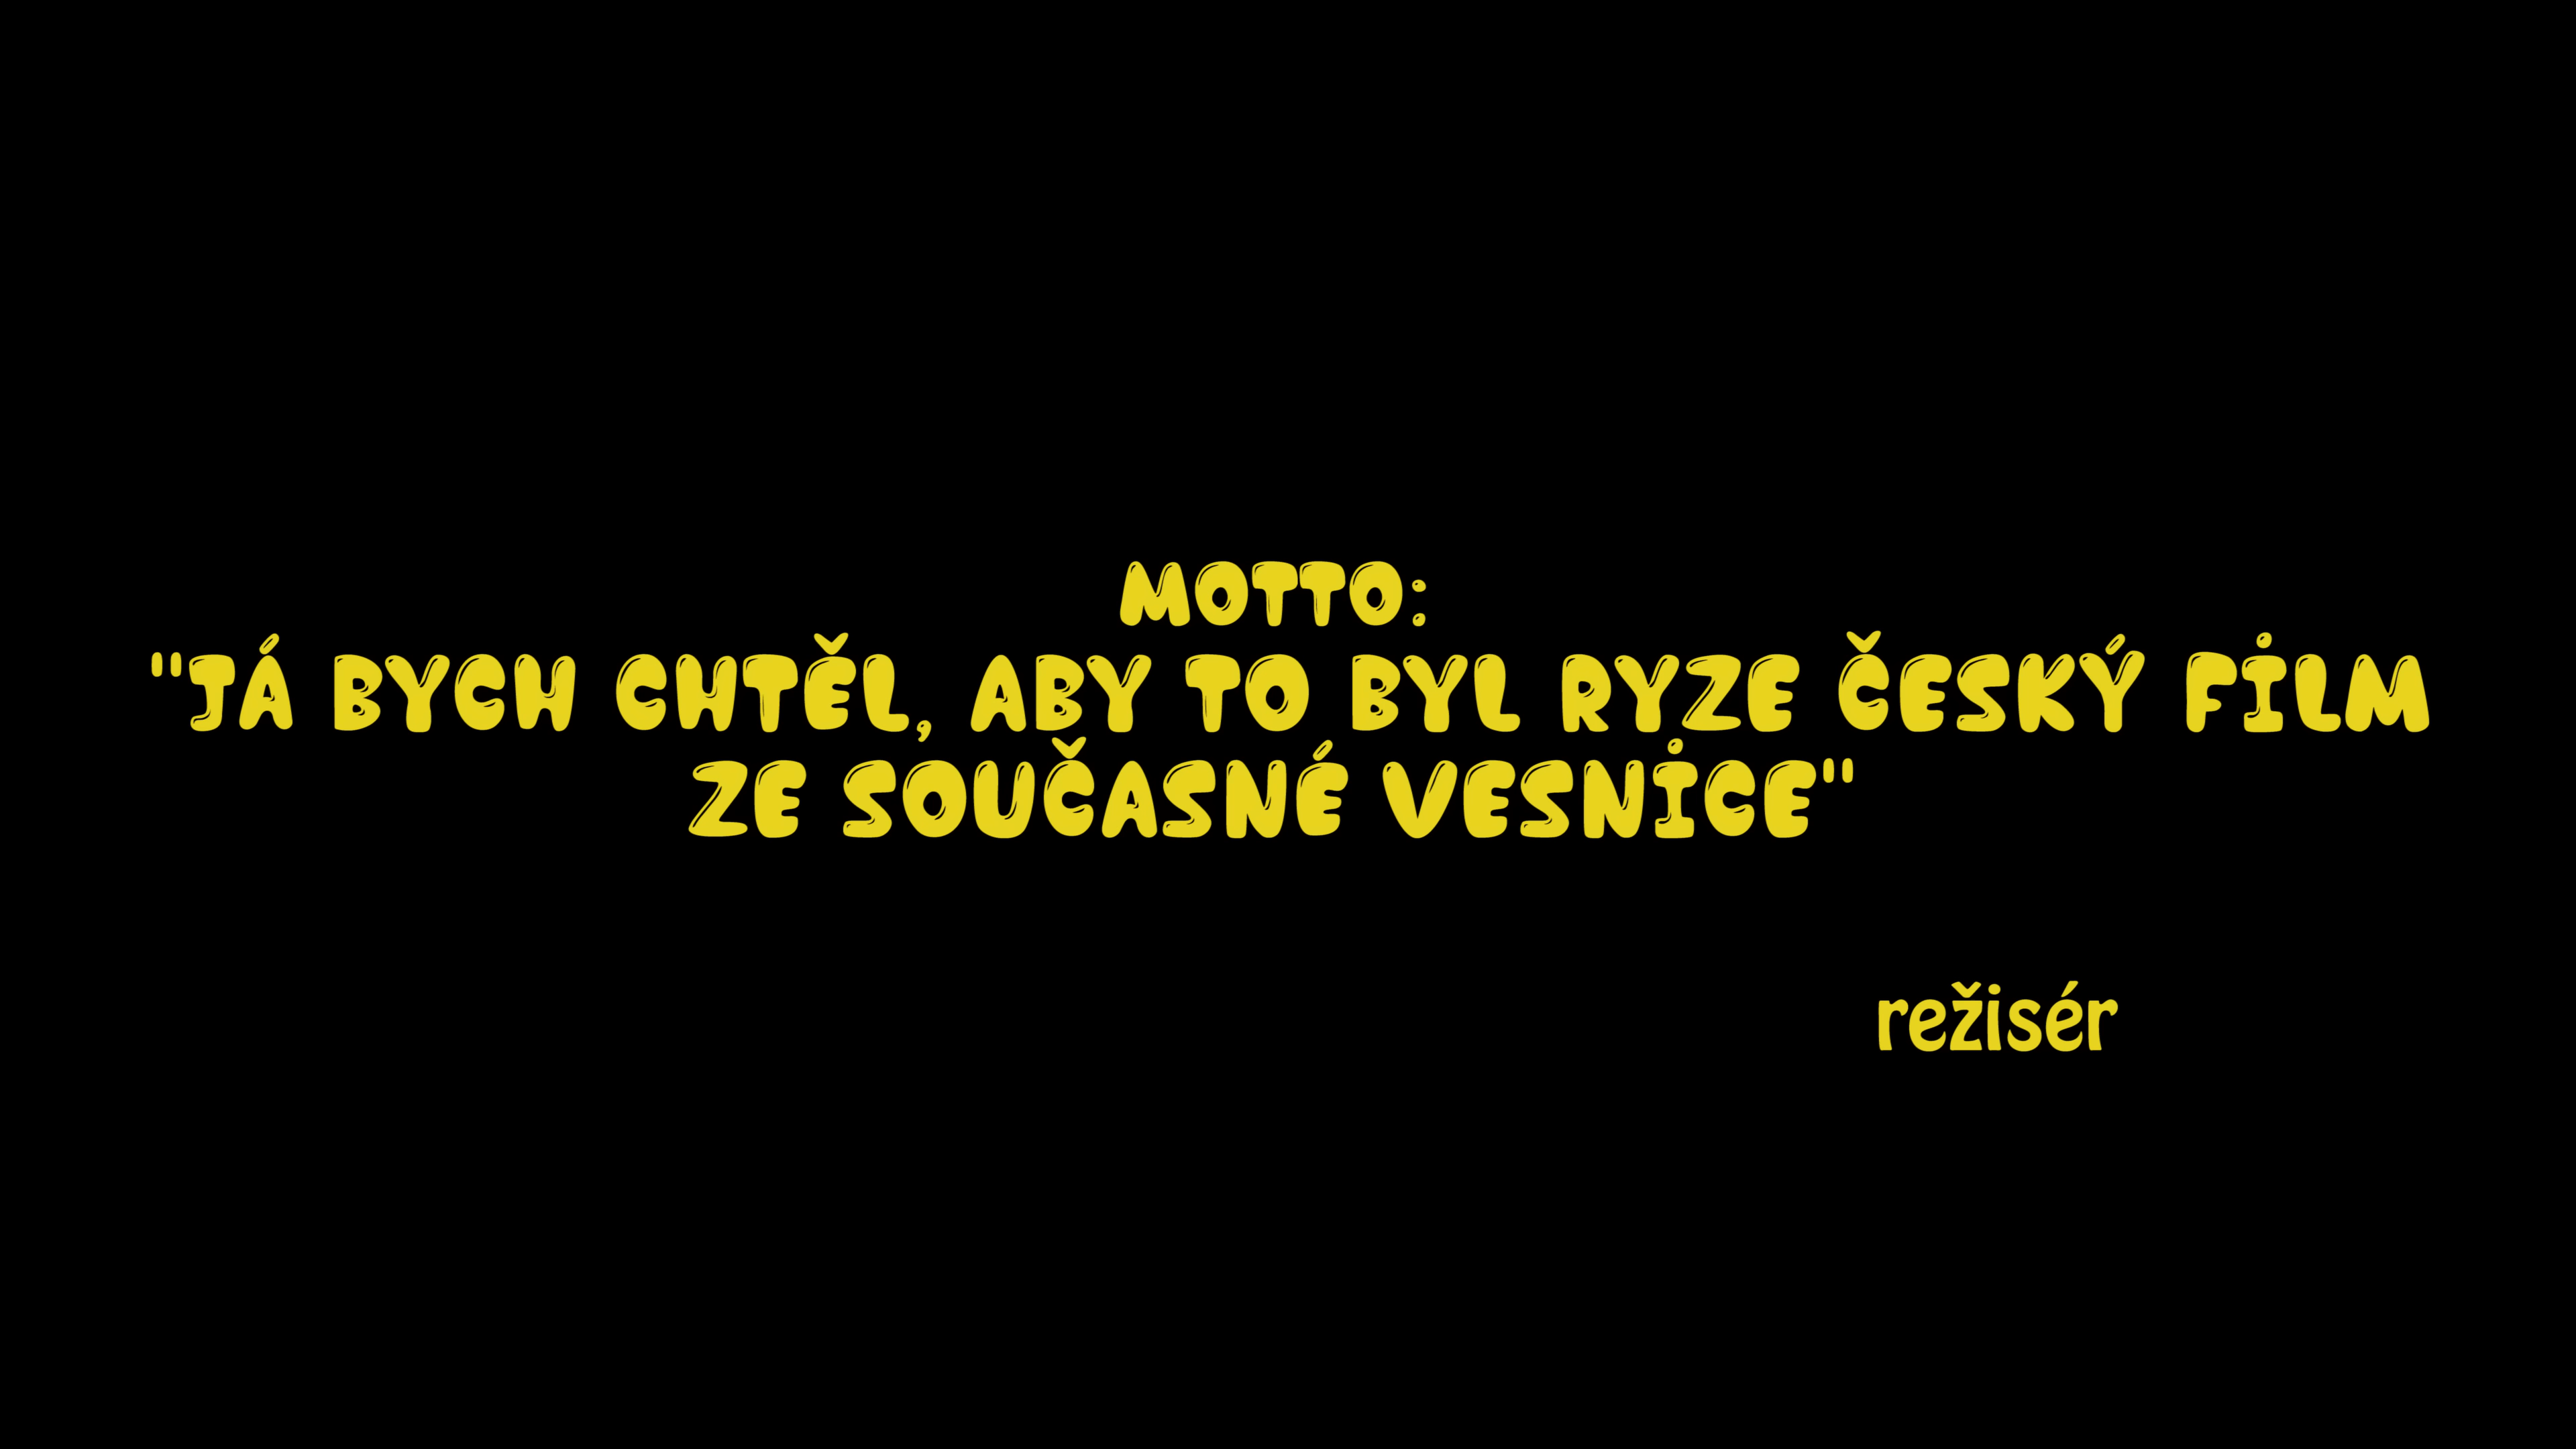 MOTTO:
"JÁ BYCH CHTĚL, ABY TO BYL RYZE ČESKÝ FILM
ZE SOUČASNÉ VESNICE"
režisér